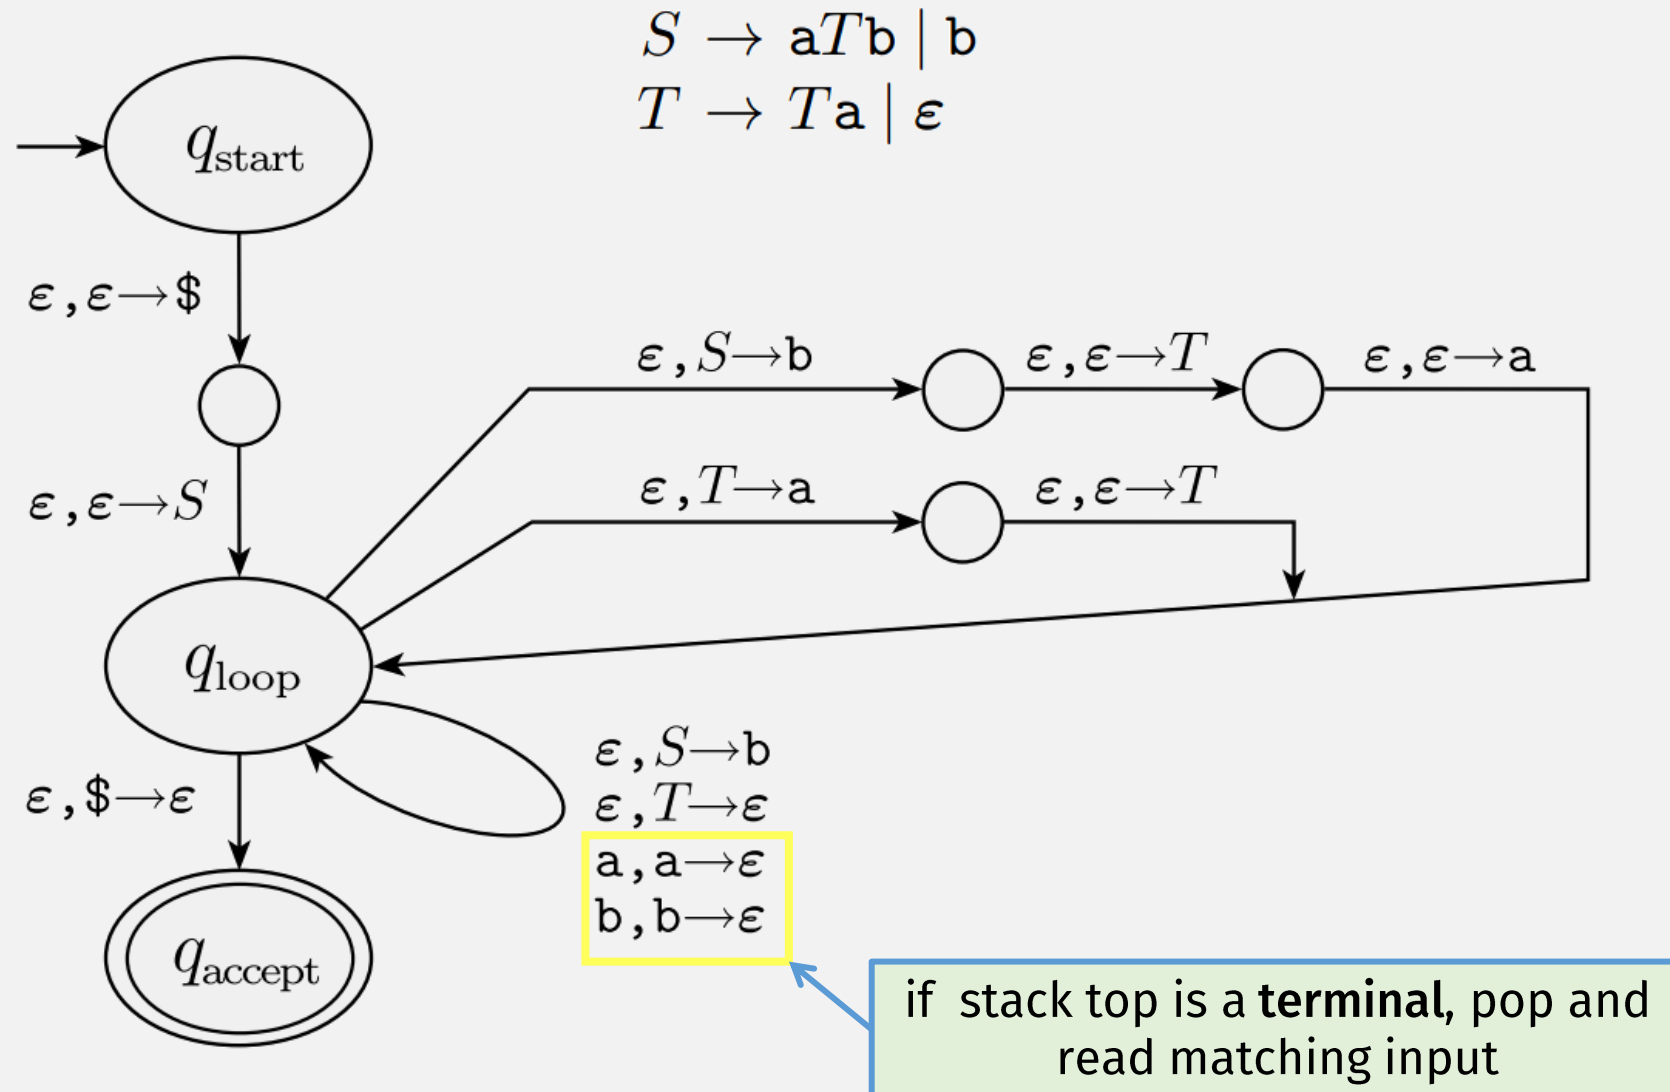 S → aTb | b
T → Ta | ε
q_start
ε,ε→$
ε,S→b
ε,ε→T
ε,ε→a
ε,T→a
ε,ε→T
ε,ε→S
q_loop
ε,S→b
ε,T→ε
a,a→ε
b,b→ε
ε,$→ε
q_accept
if stack top is a terminal, pop and
read matching input